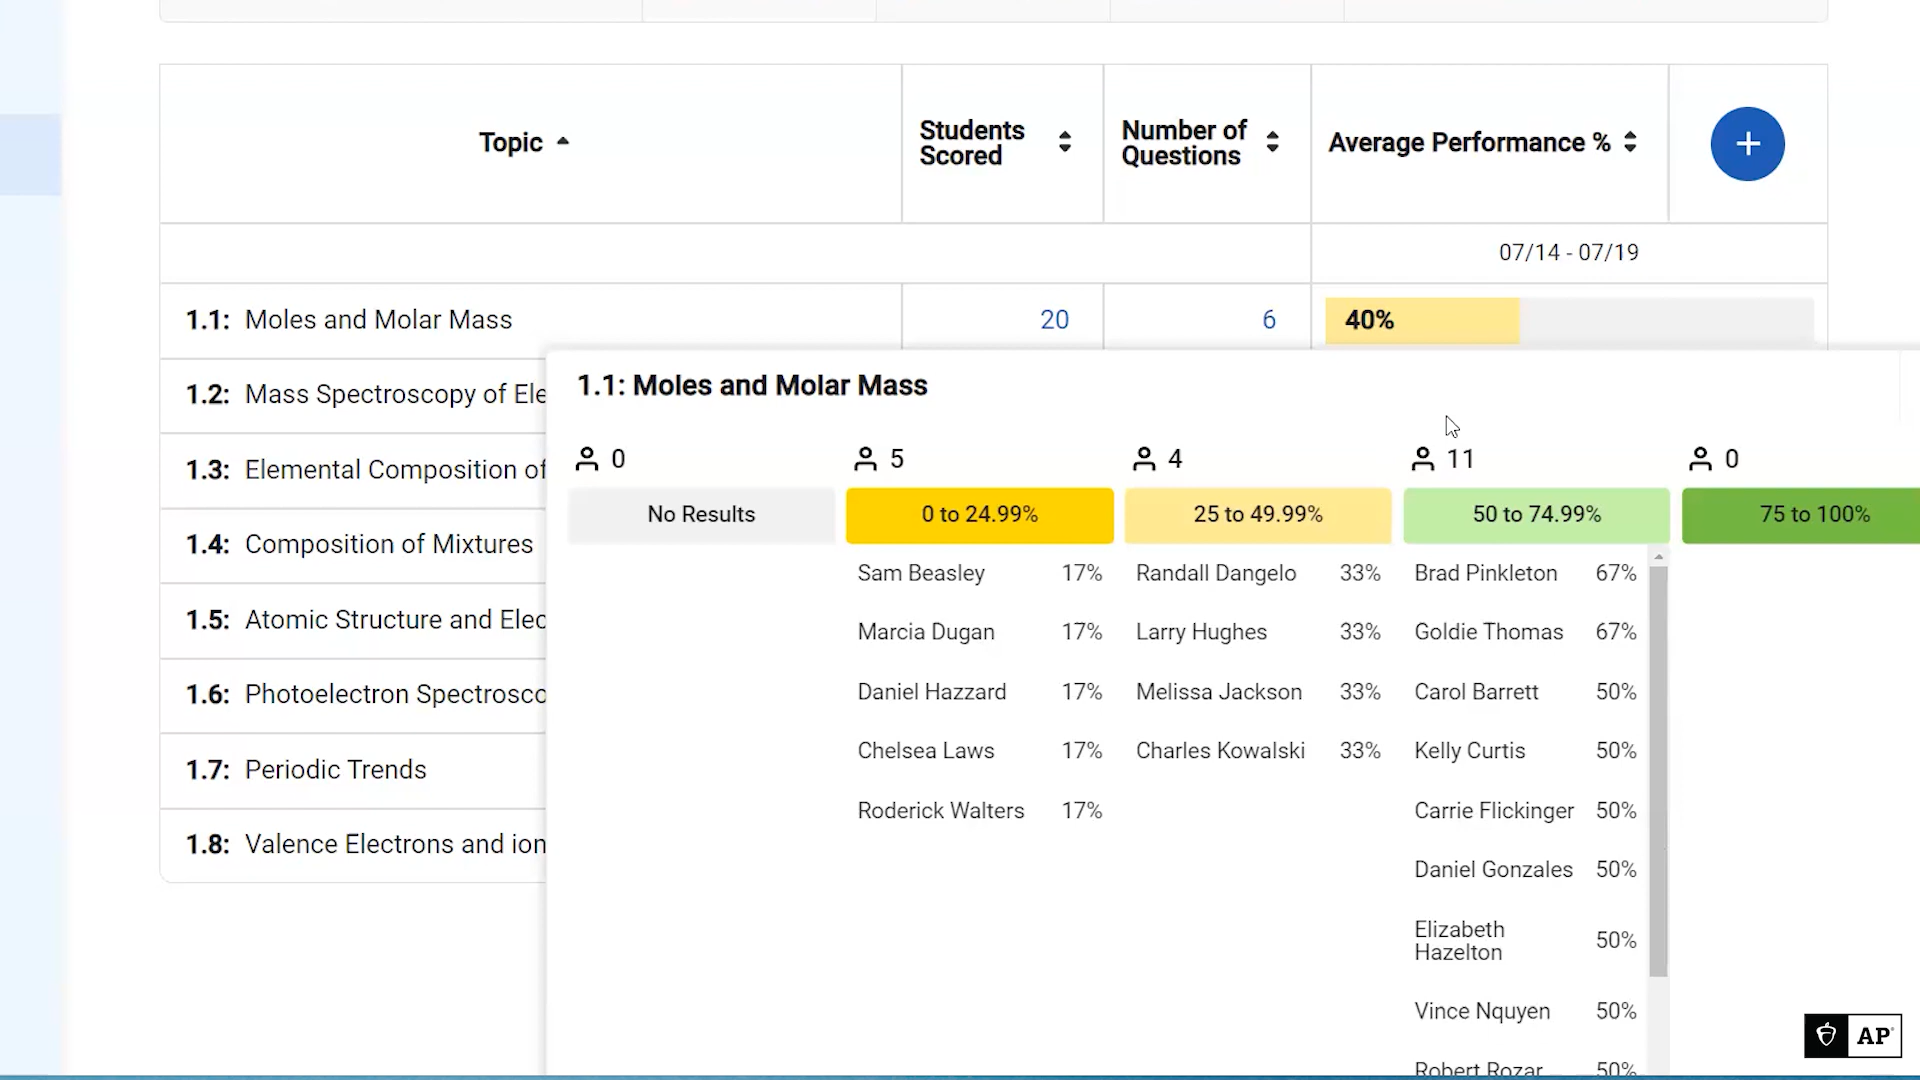 Topic
Students Scored
Number of Questions
Average Performance %
+
07/14 - 07/19
1.1: Moles and Molar Mass 20 6 40%
1.2: Mass Spectroscopy of Ele
1.3: Elemental Composition of
1.4: Composition of Mixtures
1.5: Atomic Structure and Elec
1.6: Photoelectron Spectrosco
1.7: Periodic Trends
1.8: Valence Electrons and ion
1.1: Moles and Molar Mass
0 5 4 11 0
No Results 0 to 24.99% 25 to 49.99% 50 to 74.99% 75 to 100%
Sam Beasley 17% Randall Dangelo 33% Brad Pinkleton 67%
Marcia Dugan 17% Larry Hughes 33% Goldie Thomas 67%
Daniel Hazzard 17% Melissa Jackson 33% Carol Barrett 50%
Chelsea Laws 17% Charles Kowalski 33% Kelly Curtis 50%
Roderick Walters 17% Carrie Flickinger 50%
Daniel Gonzales 50%
Elizabeth
Hazelton 50%
Vince Nquyen 50%
Robert Rozar 50%
AP